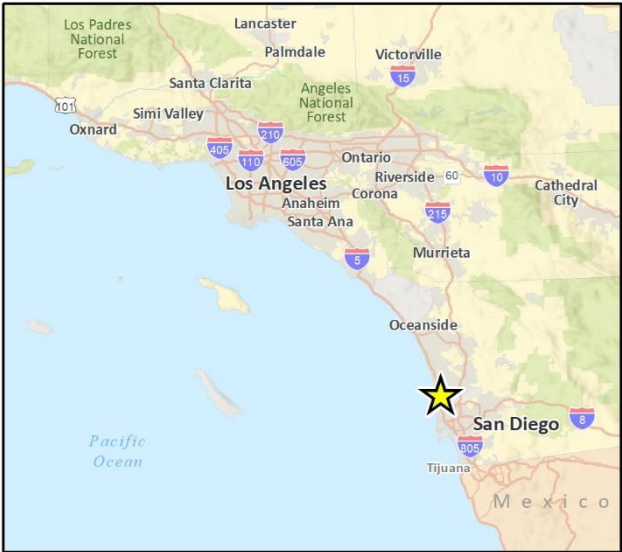 Los Padres
National
Forest
Lancaster
Palmdale
Victorville
15
Santa Clarita
Angeles
National
Forest
101
Simi Valley
Oxnard
210
405
110
605
Ontario
Riverside
60
10
Los Angeles
Corona
Cathedral
City
Anaheim
215
Santa Ana
Murrieta
5
Oceanside
San Diego
8
805
Pacific
Ocean
Tijuana
Mexico